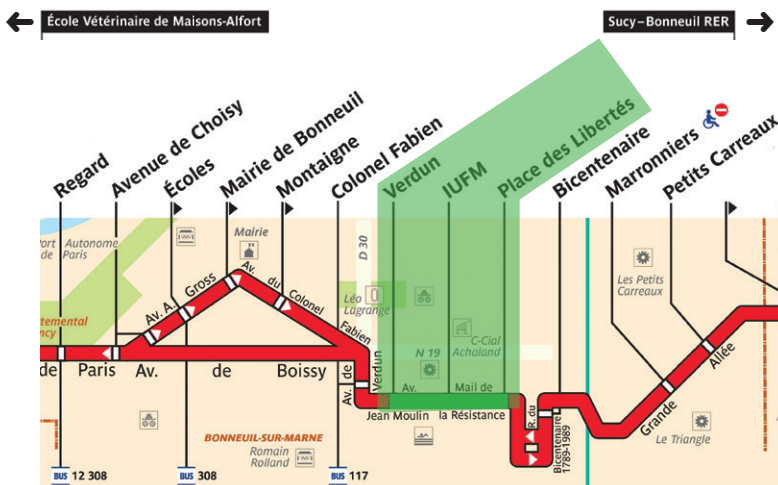 École Vétérinaire de Maisons-Alfort
Sucy–Bonneuil RER
Regard
Avenue de Choisy
Écoles
Mairie de Bonneuil
Montaigne
Colonel Fabien
Verdun
IUFM
Place des Libertés
Bicentenaire
Marronniers
Petits Carreaux
Port
de
Autonome
Paris
Mairie
D 30
Léo
Lagrange
Les Petits
Carreaux
Av. A.
Gross
Av.
du
Colonel
Fabien
N 19
C-Cial
Achaland
de
Paris
Av.
de
Boissy
Av. de
Verdun
Av.
Jean Moulin
Mail de
la Résistance
R. du
Bicentenaire
1789-1989
Grande
Allée
Le Triangle
BONNEUIL-SUR-MARNE
Romain
Rolland
BUS 12 308
BUS 308
BUS 117